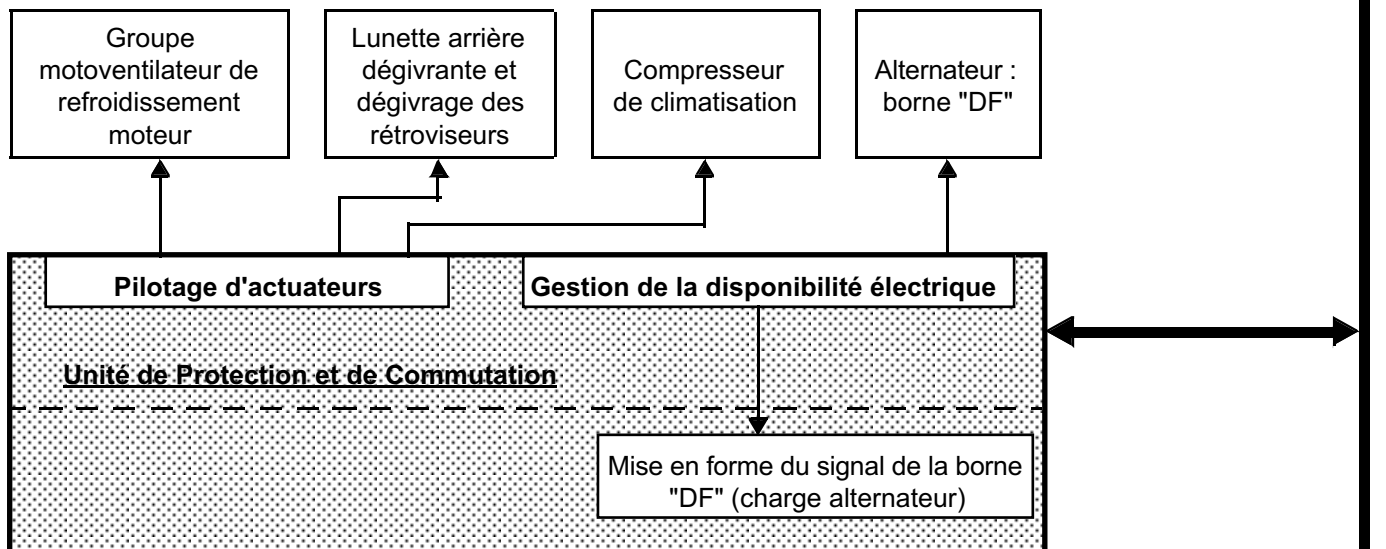 Groupe
motoventilateur de
refroidissement
moteur
Lunette arrière
dégivrante et
dégivrage des
rétroviseurs
Compresseur
de climatisation
Alternateur :
borne "DF"
Pilotage d'actuateurs
Gestion de la disponibilité électrique
Unité de Protection et de Commutation
Mise en forme du signal de la borne
"DF" (charge alternateur)